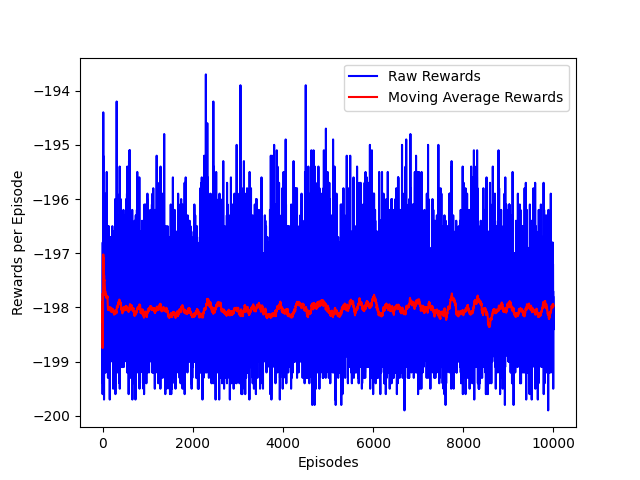 Raw Rewards
Moving Average Rewards
Rewards per Episode
−194
−195
−196
−197
−198
−199
−200
0 2000 4000 6000 8000 10000
Episodes